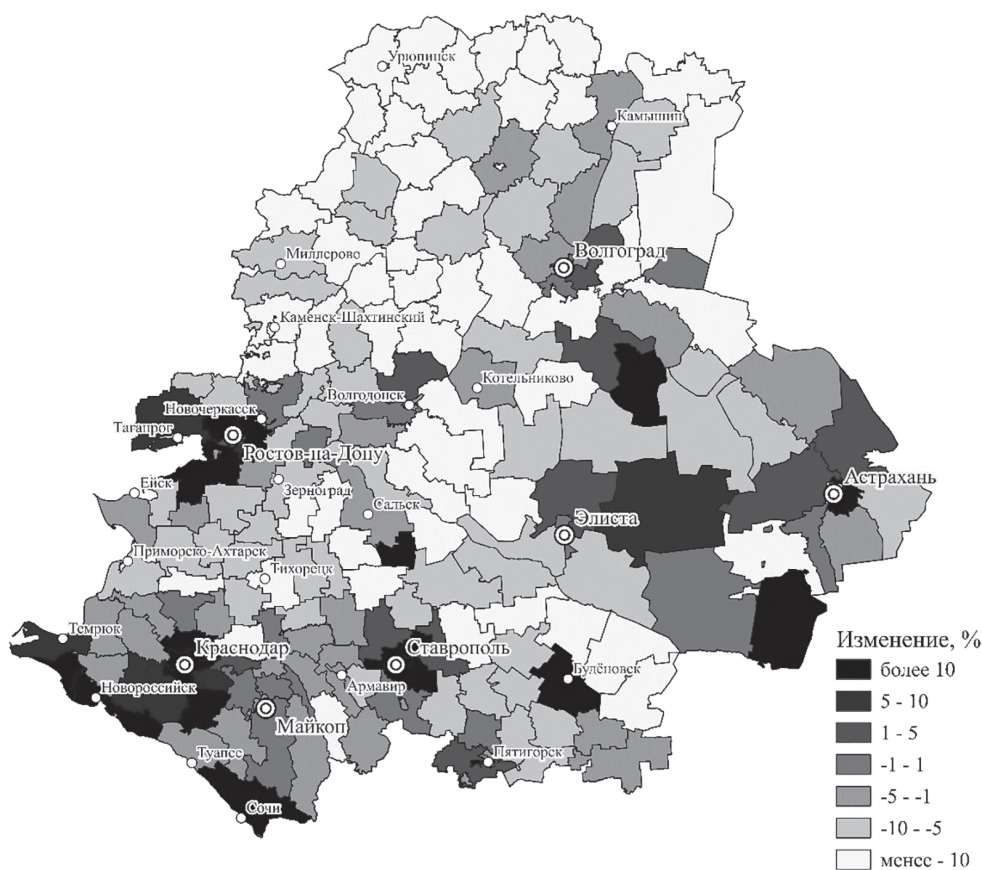 Урюпинск
Камышин
Волгоград
Миллерово
Каменск-Шахтинский
Котельниково
Волгодонск
Новочеркасск
Таганрог
Ростов-на-Дону
Астрахань
Ейск
Зерноград
Сальск
Элиста
Приморско-Ахтарск
Тихорецк
Темрюк
Краснодар
Ставрополь
Изменение, %
Будёновск
более 10
Новороссийск
Армавир
5 - 10
Майкоп
1 - 5
Туапсе
Пятигорск
-1 - 1
-5 - -1
Сочи
-10 - -5
менее - 10